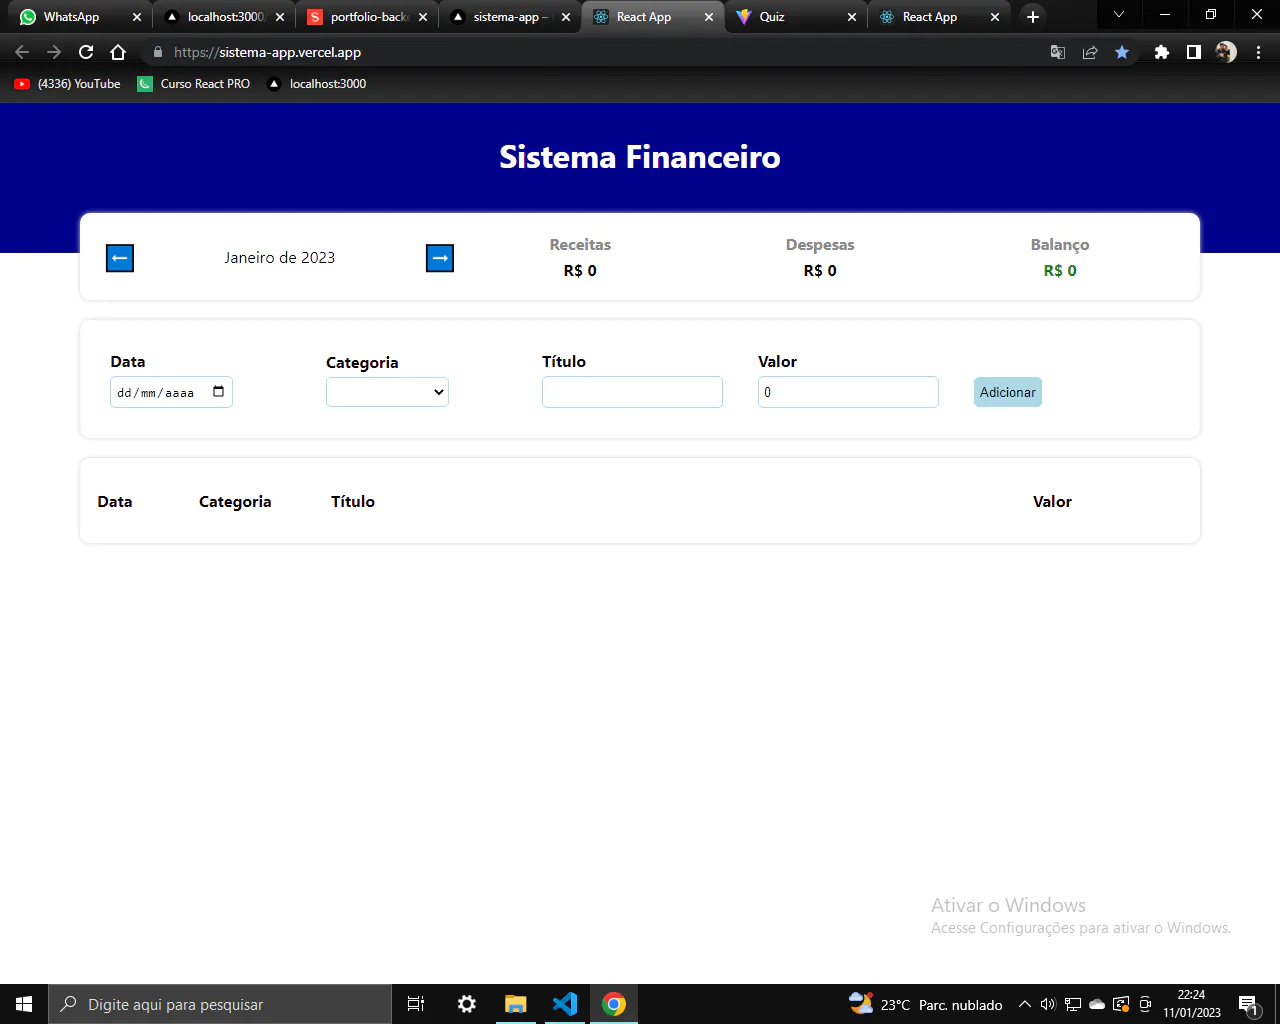 WhatsApp
localhost:3000
portfolio-back
sistema-app –
React App
Quiz
React App
https://sistema-app.vercel.app
(4336) YouTube
Curso React PRO
localhost:3000
Sistema Financeiro
Janeiro de 2023
Receitas
Despesas
Balanço
R$ 0
R$ 0
R$ 0
Data
Categoria
Título
Valor
dd/mm/aaaa
0
Adicionar
Data
Categoria
Título
Valor
Ativar o Windows
Acesse Configurações para ativar o Windows.
Digite aqui para pesquisar
23°C Parc. nublado
22:24
11/01/2023
1